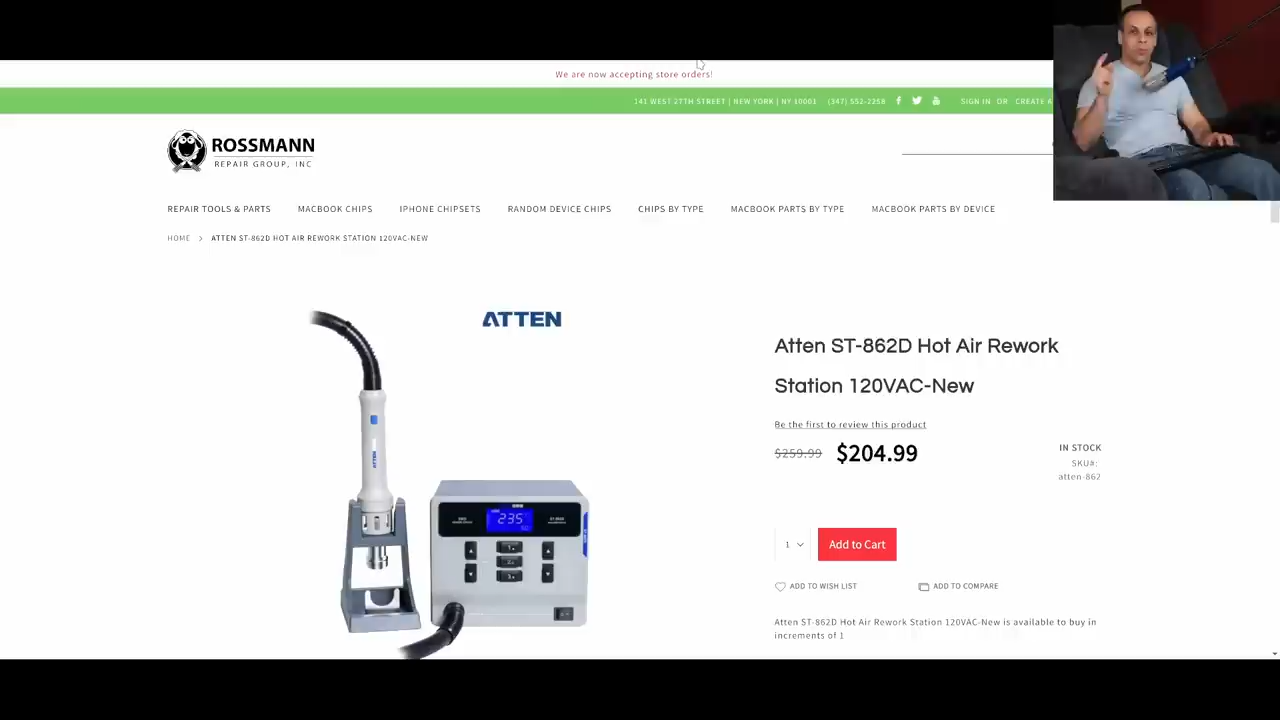 We are now accepting store orders!
141 WEST 27TH STREET | NEW YORK | NY 10001 (347) 552-2258 SIGN IN OR CREATE A
ROSSMANN
REPAIR GROUP, INC
REPAIR TOOLS & PARTS MACBOOK CHIPS IPHONE CHIPSETS RANDOM DEVICE CHIPS CHIPS BY TYPE MACBOOK PARTS BY TYPE MACBOOK PARTS BY DEVICE
HOME > ATTEN ST-862D HOT AIR REWORK STATION 120VAC-NEW
ATTEN
Atten ST-862D Hot Air Rework
Station 120VAC-New
Be the first to review this product
$259.99 $204.99
IN STOCK
SKU#:
atten-862
ATTEN
235
1 Add to Cart
ADD TO WISH LIST ADD TO COMPARE
Atten ST-862D Hot Air Rework Station 120VAC-New is available to buy in
increments of 1